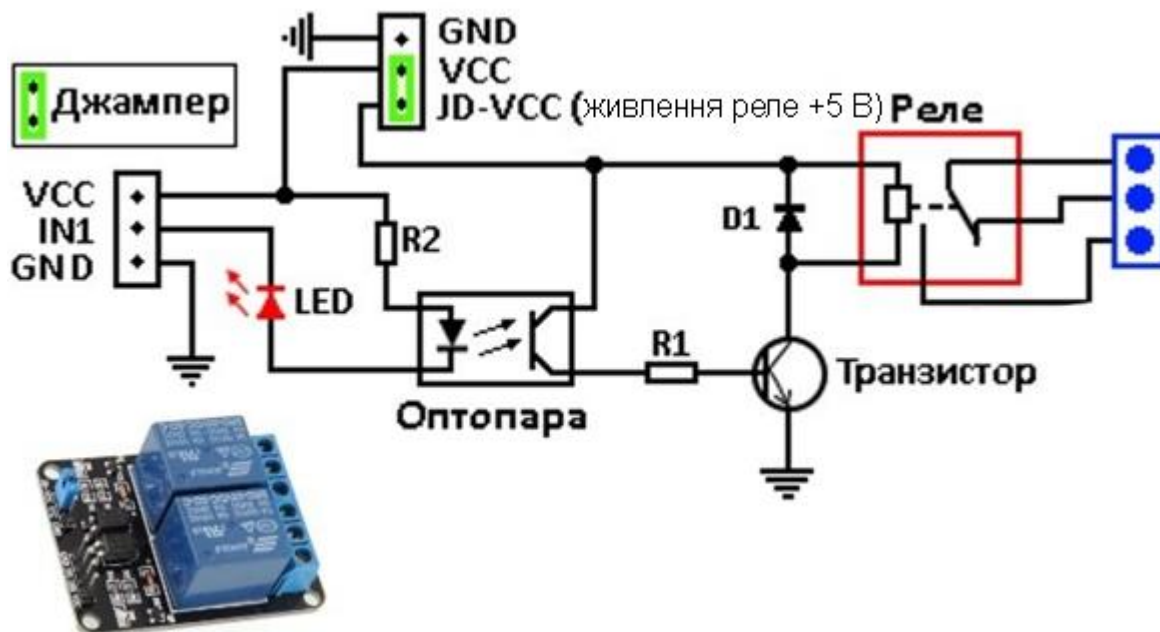 GND
VCC
JD-VCC (живлення реле +5 В) Реле
Джампер
VCC
IN1
GND
R2
LED
D1
R1
Транзистор
Оптопара